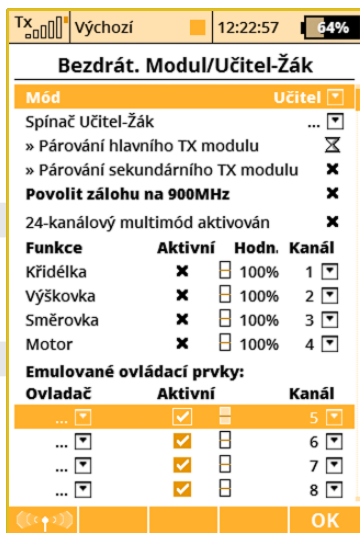 Tx Výchozí 12:22:57 64%
Bezdrát. Modul/Učitel-Žák
Mód Učitel
Spínač Učitel-Žák ...
» Párování hlavního TX modulu
» Párování sekundárního TX modulu
Povolit zálohu na 900MHz
24-kanálový multimód aktivován
Funkce Aktivní Hodn. Kanál
Křidélka 100% 1
Výškovka 100% 2
Směrovka 100% 3
Motor 100% 4
Emulované ovládací prvky:
Ovladač Aktivní Kanál
... 5
... 6
... 7
... 8
OK